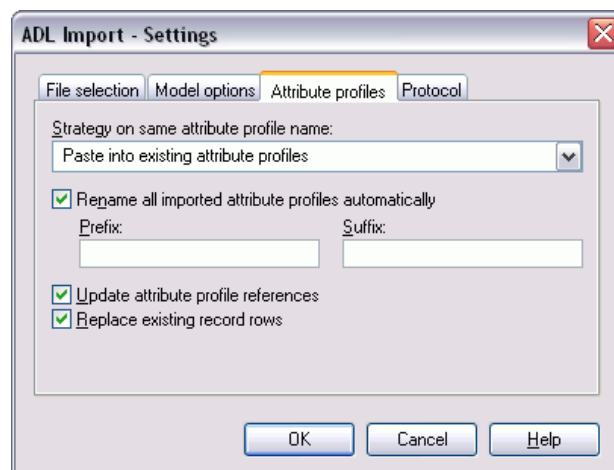 ADL Import - Settings
File selection Model options Attribute profiles Protocol
Strategy on same attribute profile name:
Paste into existing attribute profiles
Rename all imported attribute profiles automatically
Prefix: Suffix:
Update attribute profile references
Replace existing record rows
OK Cancel Help